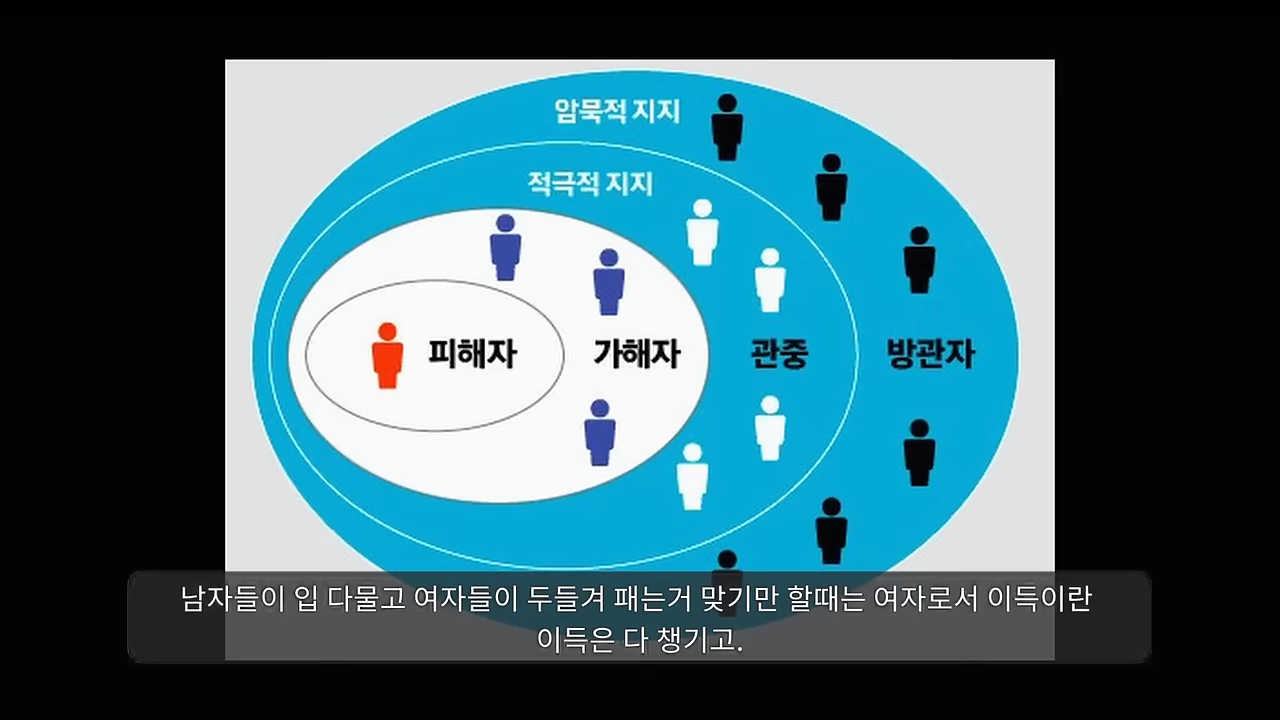 암묵적 지지
적극적 지지
피해자
가해자
관중
방관자
남자들이 입 다물고 여자들이 두들겨 패는거 맞기만 할때는 여자로서 이득이란
이득은 다 챙기고.